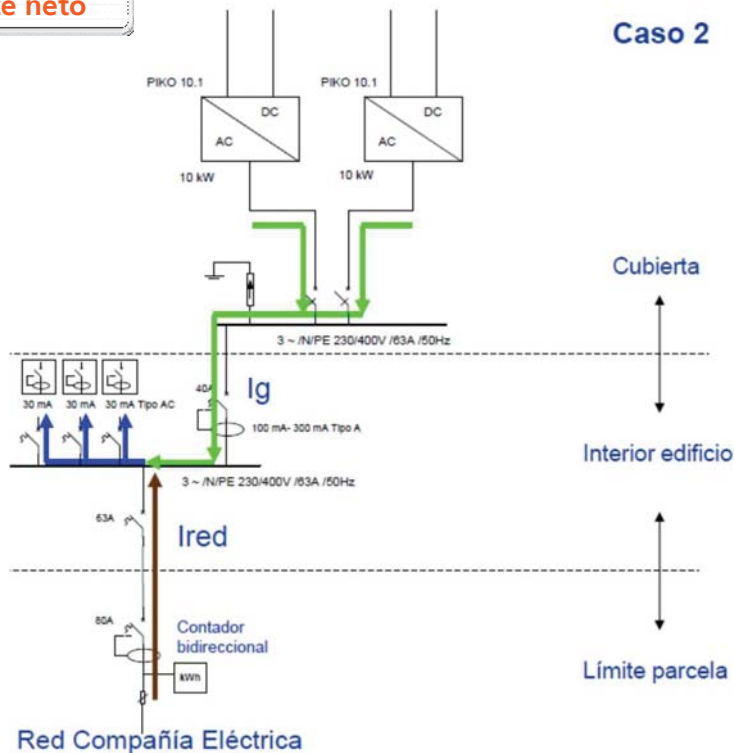 neto
Caso 2
PIKO 10.1
PIKO 10.1
DC
AC
DC
AC
10 kW
10 kW
Cubierta
3 ~ /N/PE 230/400V /63A /50Hz
30 mA
30 mA
30 mA Tipo AC
40A
Ig
100 mA- 300 mA Tipo A
Interior edificio
3 ~ /N/PE 230/400V /63A /50Hz
63A
Ired
80A
Contador
bidireccional
kWh
Límite parcela
Red Compañía Eléctrica